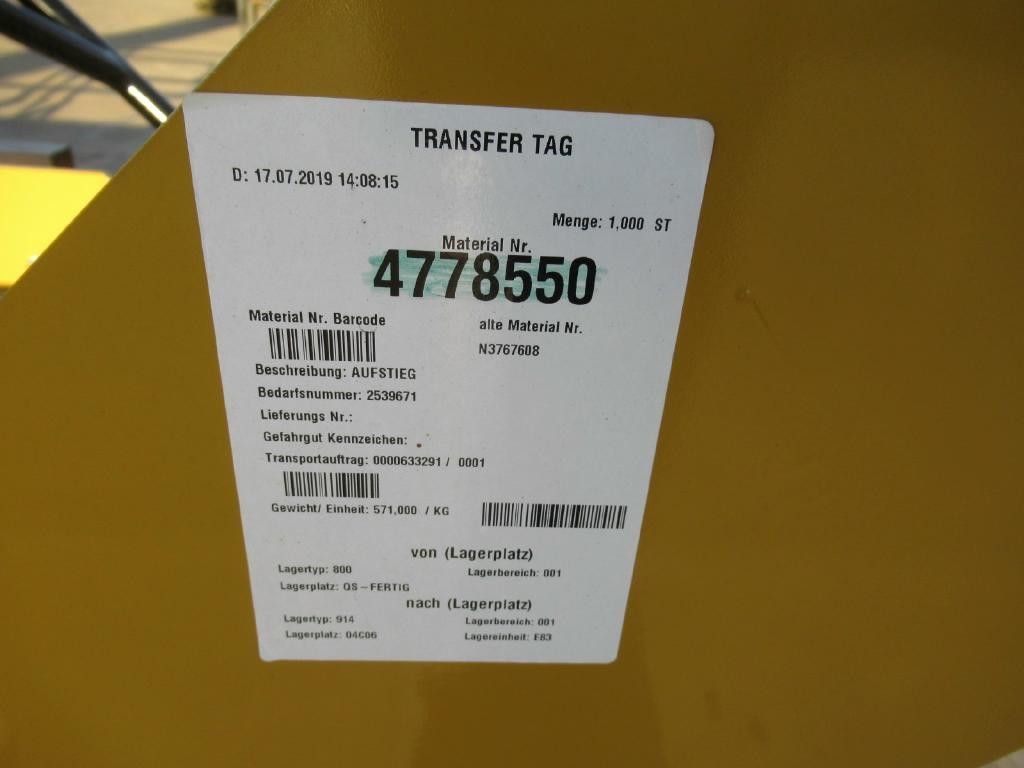 TRANSFER TAG
D: 17.07.2019 14:08:15
Menge: 1,000 ST
Material Nr.
4778550
Material Nr. Barcode
alte Material Nr.
N3767608
Beschreibung: AUFSTIEG
Bedarfsnummer: 2539671
Lieferungs Nr.:
Gefahrgut Kennzeichen:
Transportauftrag: 0000633291 / 0001
Gewicht/ Einheit: 571,000 / KG
von (Lagerplatz)
Lagertyp: 800 Lagerbereich: 001
Lagerplatz: QS-FERTIG
nach (Lagerplatz)
Lagertyp: 914 Lagerbereich: 001
Lagerplatz: 04C06 Lagereinheit: E83